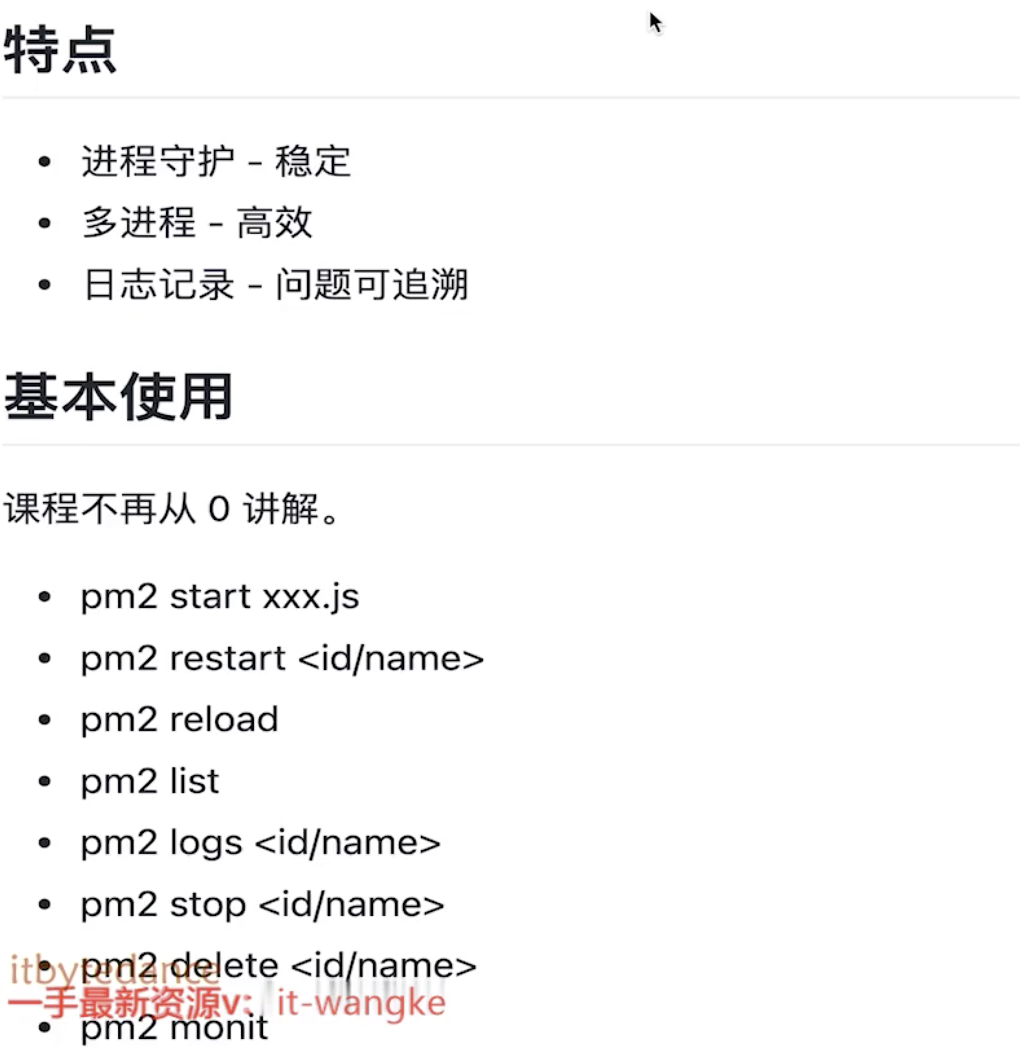 特点
进程守护 - 稳定
多进程 - 高效
日志记录 - 问题可追溯
基本使用
课程不再从 0 讲解。
pm2 start xxx.js
pm2 restart <id/name>
pm2 reload
pm2 list
pm2 logs <id/name>
pm2 stop <id/name>
pm2 delete <id/name>
itbytedance
一手最新资源v: it-wangke
pm2 monit